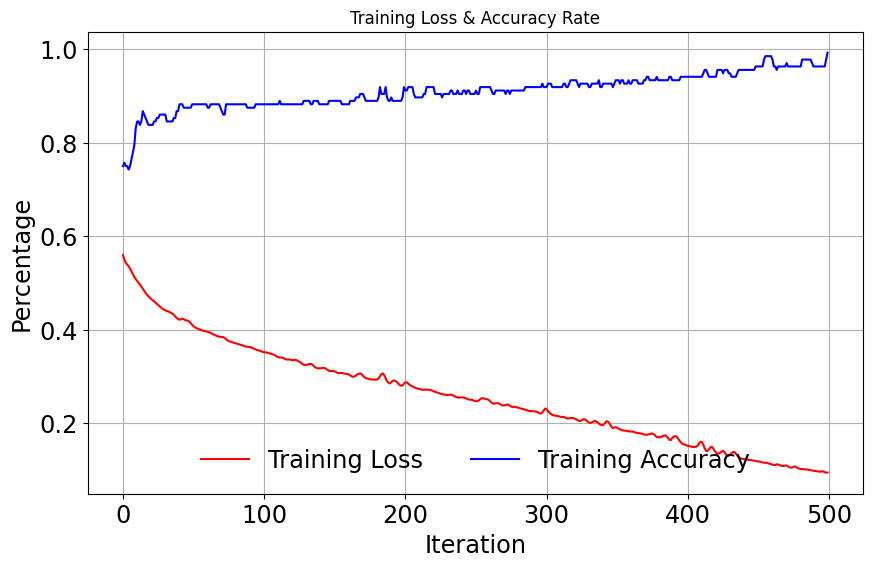 Training Loss & Accuracy Rate
1.0
0.8
0.6
0.4
0.2
Percentage
Training Loss Training Accuracy
0 100 200 300 400 500
Iteration